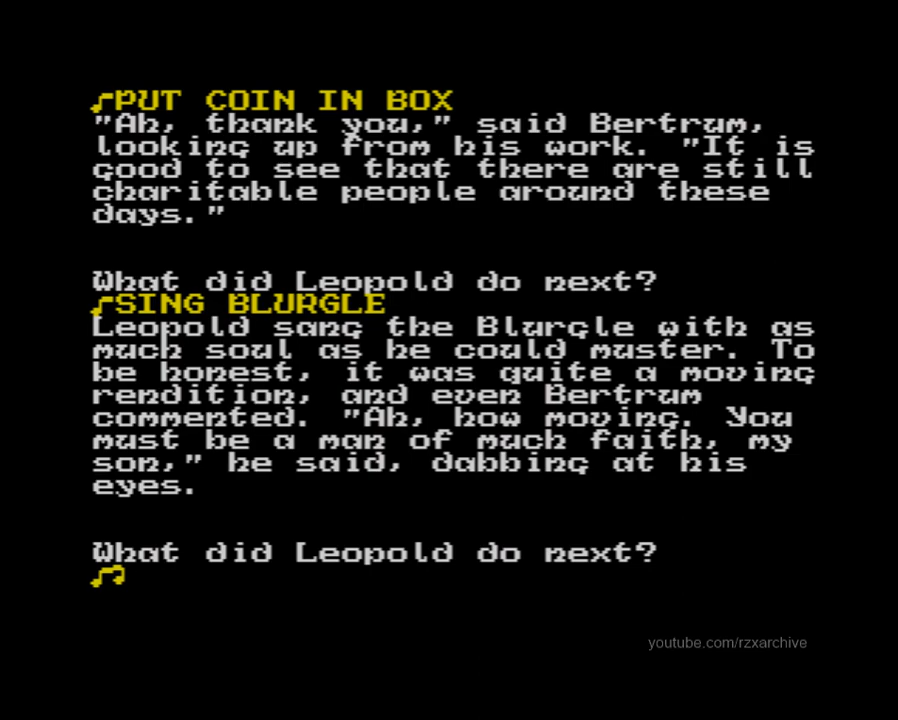 PUT COIN IN BOX
"Ah, thank you," said Bertrum,
looking up from his work. "It is
good to see that there are still
charitable people around these
days."
What did Leopold do next?
SING BLURGLE
Leopold sang the Blurgle with as
much soul as he could muster. To
be honest, it was quite a moving
rendition, and even Bertrum
commented. "Ah, how moving. You
must be a man of much faith, my
son," he said, dabbing at his
eyes.
What did Leopold do next?
youtube.com/rzxarchive